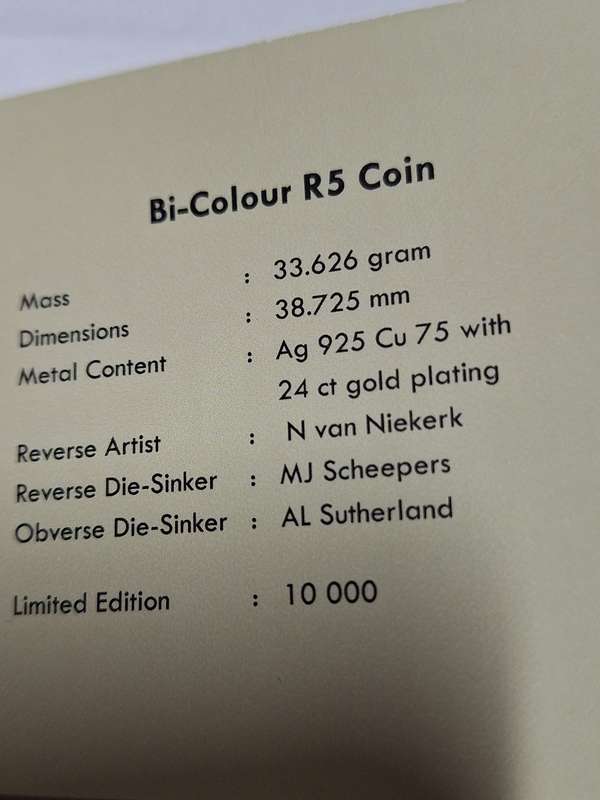 Bi-Colour R5 Coin
Mass : 33.626 gram
Dimensions : 38.725 mm
Metal Content : Ag 925 Cu 75 with
24 ct gold plating
Reverse Artist : N van Niekerk
Reverse Die-Sinker : MJ Scheepers
Obverse Die-Sinker : AL Sutherland
Limited Edition : 10 000